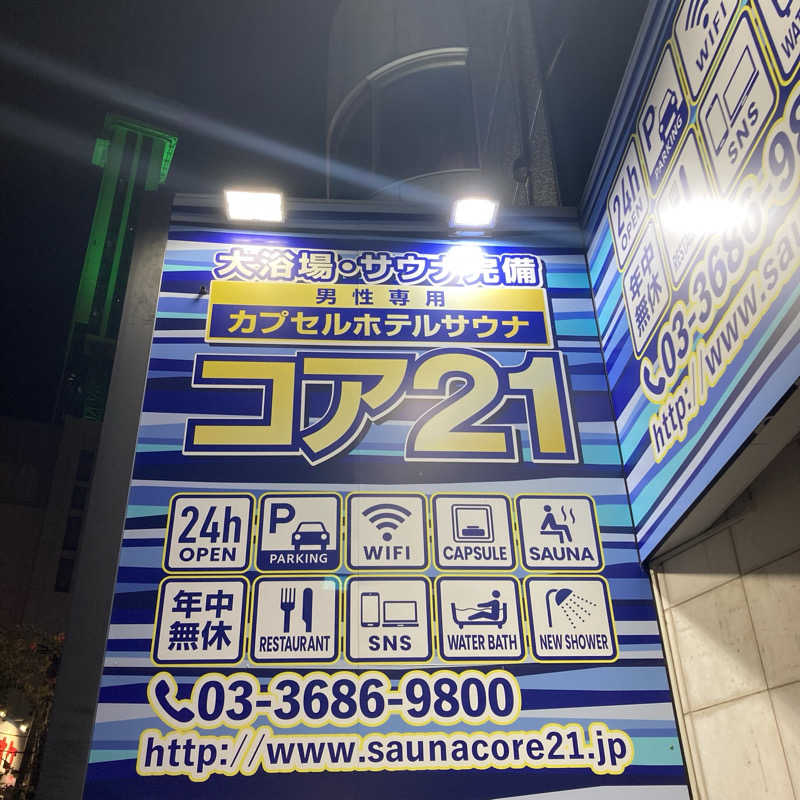 大浴場・サウナ完備
男性専用
カプセルホテルサウナ
コア21
24h OPEN
P PARKING
WIFI
CAPSULE
SAUNA
年中無休
RESTAURANT
SNS
WATER BATH
NEW SHOWER
03-3686-9800
http://www.saunacore21.jp
24h OPEN
P PARKING
WIFI
年中無休
SNS
03-3686-98
http://www.sau